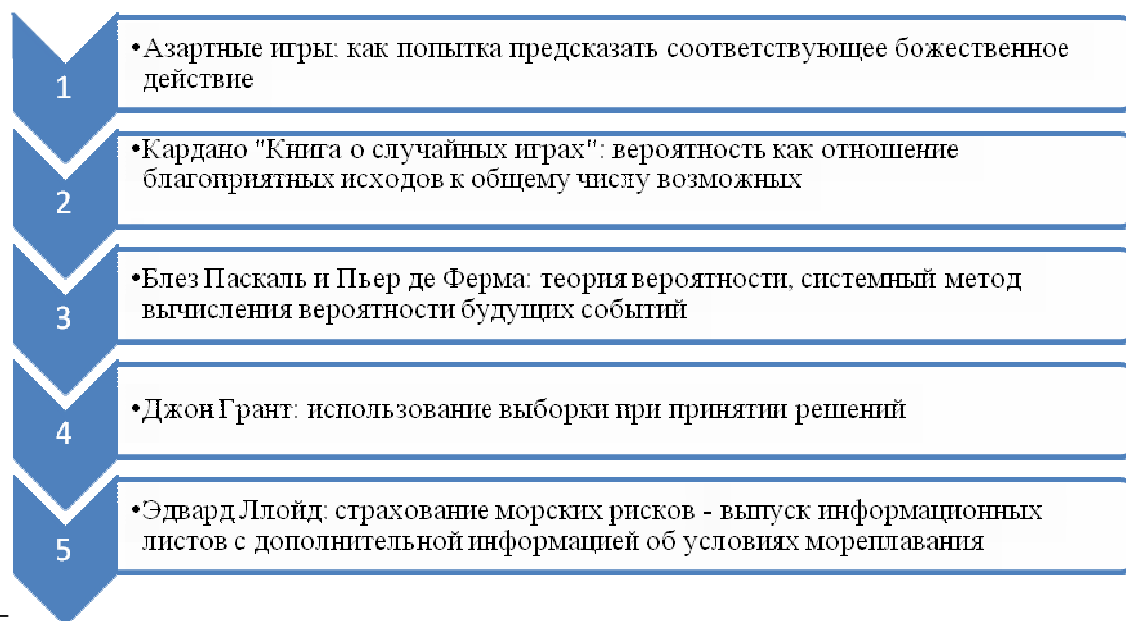 1
•Азартные игры: как попытка предсказать соответствующее божественное
действие
2
•Кардано "Книга о случайных играх": вероятность как отношение
благоприятных исходов к общему числу возможных
3
•Блез Паскаль и Пьер де Ферма: теория вероятности, системный метод
вычисления вероятности будущих событий
4
•Джон Грант: использование выборки при принятии решений
5
•Эдвард Ллойд: страхование морских рисков - выпуск информационных
листов с дополнительной информацией об условиях мореплавания